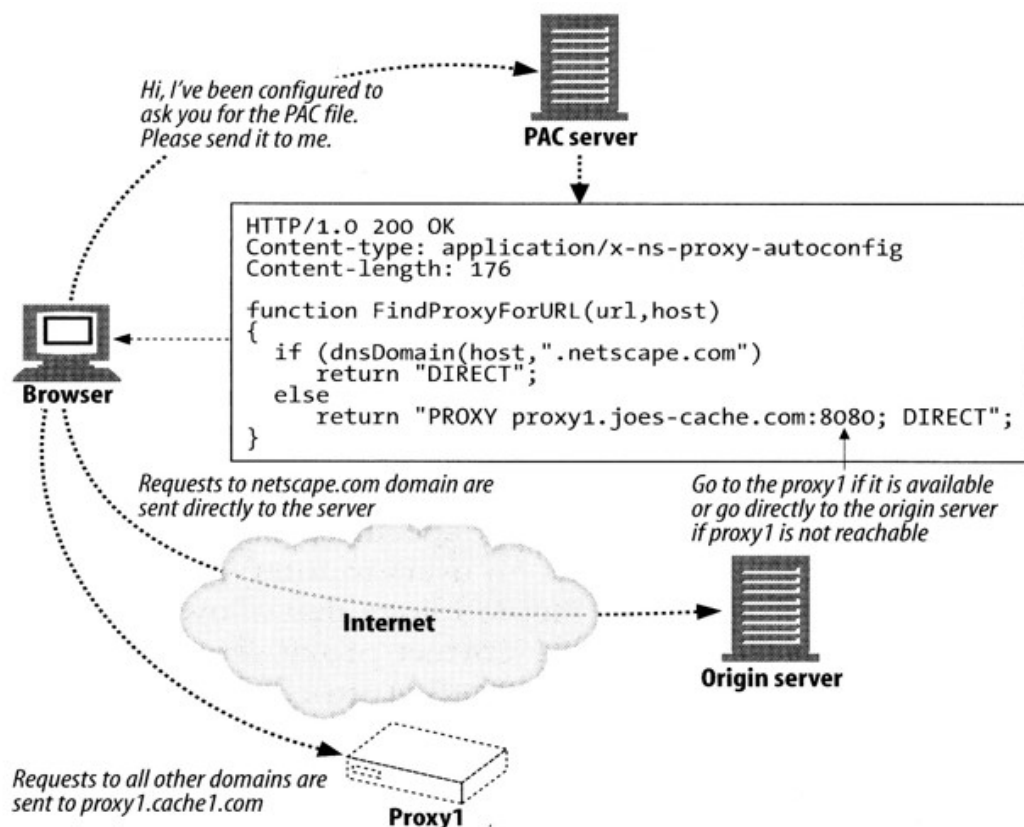 Hi, I've been configured to
ask you for the PAC file.
Please send it to me.
PAC server
HTTP/1.0 200 OK
Content-type: application/x-ns-proxy-autoconfig
Content-length: 176
function FindProxyForURL(url,host)
{
if (dnsDomain(host,".netscape.com")
return "DIRECT";
else
return "PROXY proxy1.joes-cache.com:8080; DIRECT";
}
Browser
Requests to netscape.com domain are
sent directly to the server
Go to the proxy1 if it is available
or go directly to the origin server
if proxy1 is not reachable
Internet
Origin server
Requests to all other domains are
sent to proxy1.cache1.com
Proxy1